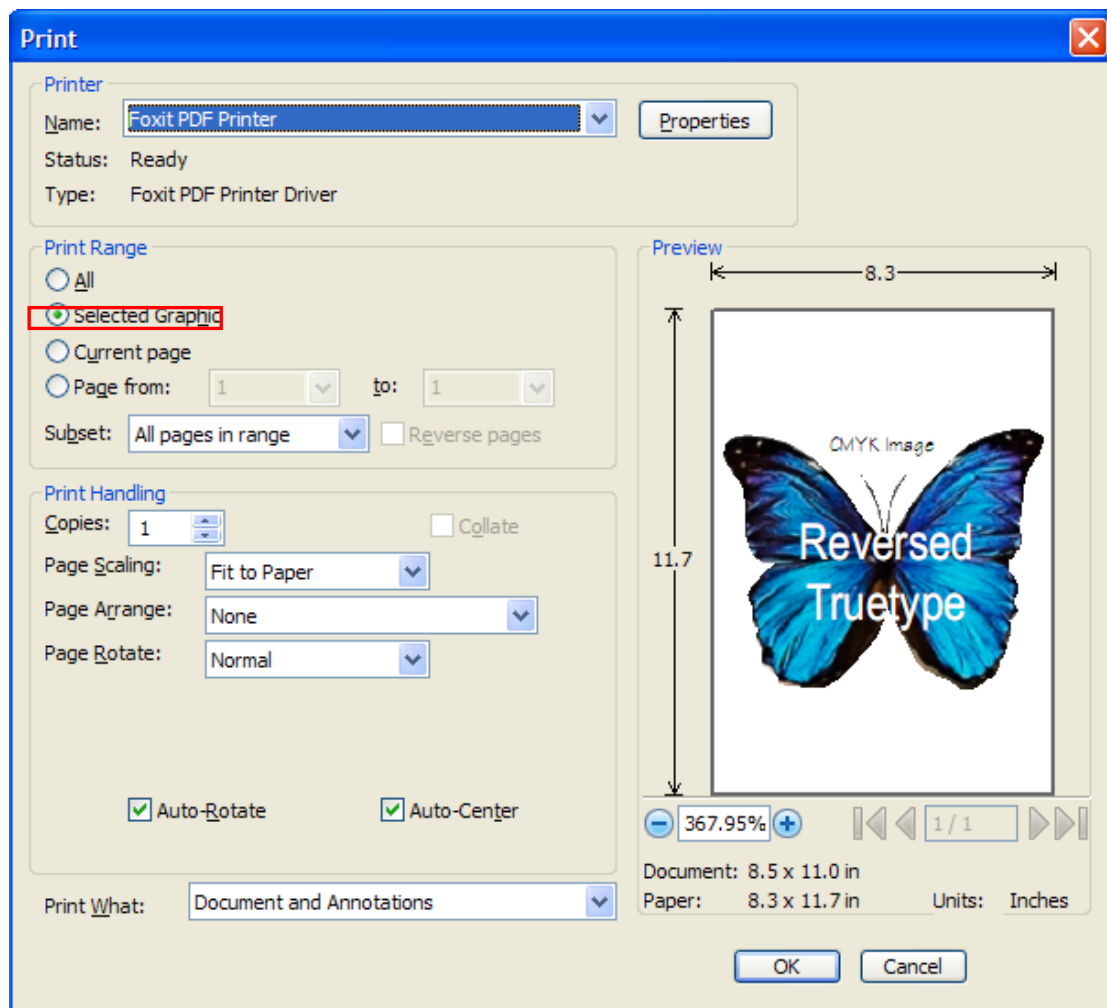 Print
Printer
Name: Foxit PDF Printer Properties
Status: Ready
Type: Foxit PDF Printer Driver
Print Range
All
Selected Graphic
Current page
Page from: 1 to: 1
Subset: All pages in range Reverse pages
Print Handling
Copies: 1 Collate
Page Scaling: Fit to Paper
Page Arrange: None
Page Rotate: Normal
Auto-Rotate Auto-Center
Print What: Document and Annotations
Preview
8.3
11.7
CMYK Image
Reversed
Truetype
367.95% 1 / 1
Document: 8.5 x 11.0 in
Paper: 8.3 x 11.7 in Units: Inches
OK Cancel